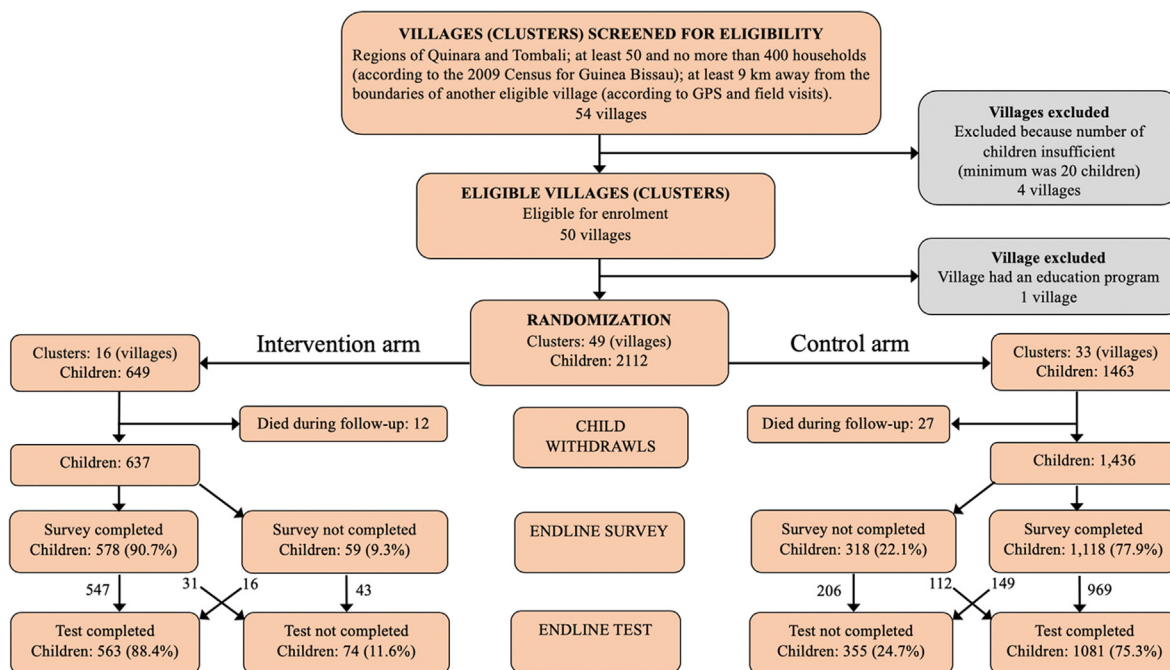 VILLAGES (CLUSTERS) SCREENED FOR ELIGIBILITY
Regions of Quinara and Tombali; at least 50 and no more than 400 households
(according to the 2009 Census for Guinea Bissau); at least 9 km away from the
boundaries of another eligible village (according to GPS and field visits).
54 villages
Villages excluded
Excluded because number of
children insufficient
(minimum was 20 children)
4 villages
ELIGIBLE VILLAGES (CLUSTERS)
Eligible for enrolment
50 villages
Village excluded
Village had an education program
1 village
RANDOMIZATION
Clusters: 49 (villages)
Children: 2112
Intervention arm
Control arm
Clusters: 16 (villages)
Children: 649
Clusters: 33 (villages)
Children: 1463
Died during follow-up: 12
CHILD
WITHDRAWLS
Died during follow-up: 27
Children: 637
Children: 1,436
Survey completed
Children: 578 (90.7%)
Survey not completed
Children: 59 (9.3%)
ENDLINE SURVEY
Survey not completed
Children: 318 (22.1%)
Survey completed
Children: 1,118 (77.9%)
547
31
16
43
206
112
149
969
Test completed
Children: 563 (88.4%)
Test not completed
Children: 74 (11.6%)
ENDLINE TEST
Test not completed
Children: 355 (24.7%)
Test completed
Children: 1081 (75.3%)